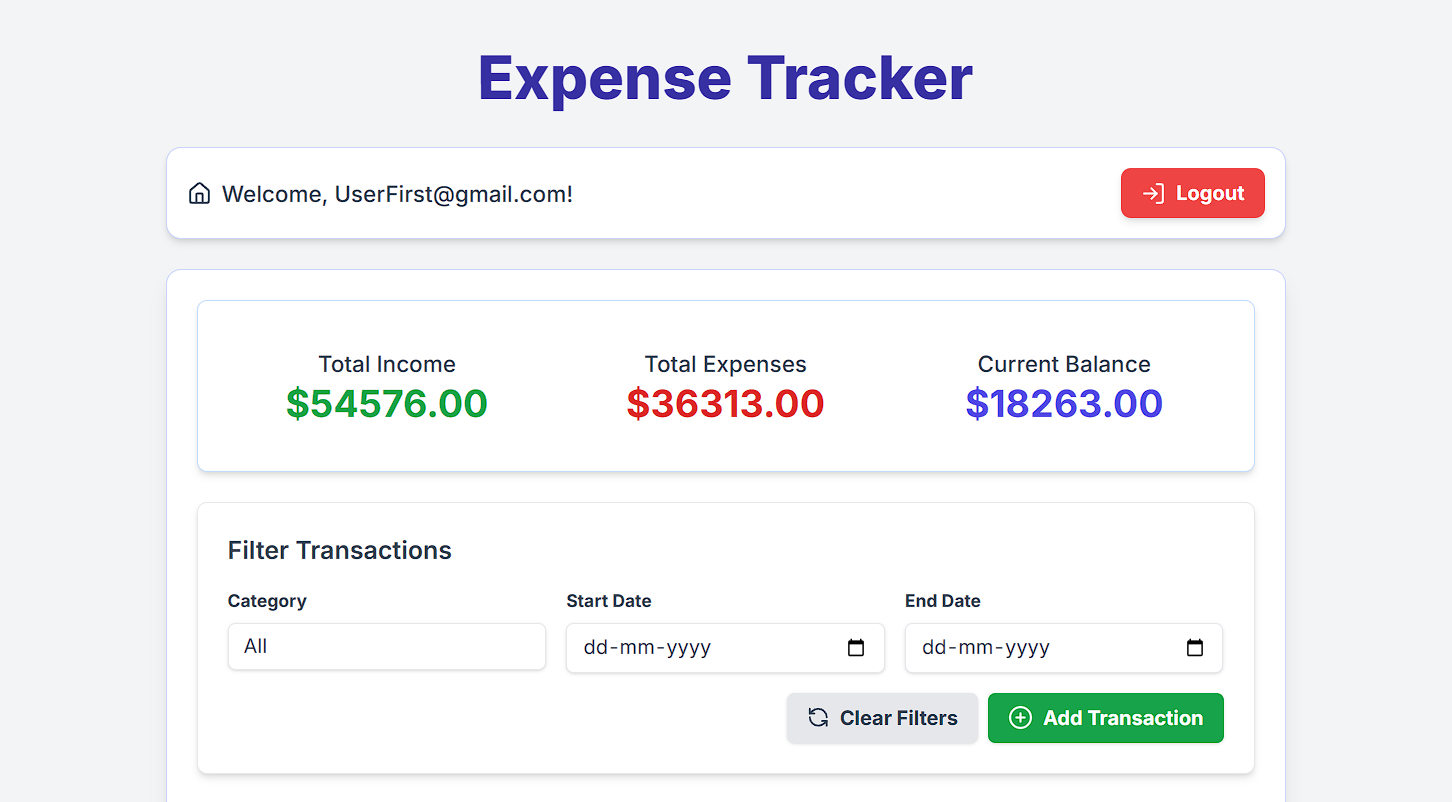 Expense Tracker
Welcome, UserFirst@gmail.com!
Logout
Total Income
$54576.00
Total Expenses
$36313.00
Current Balance
$18263.00
Filter Transactions
Category
All
Start Date
dd-mm-yyyy
End Date
dd-mm-yyyy
Clear Filters
Add Transaction